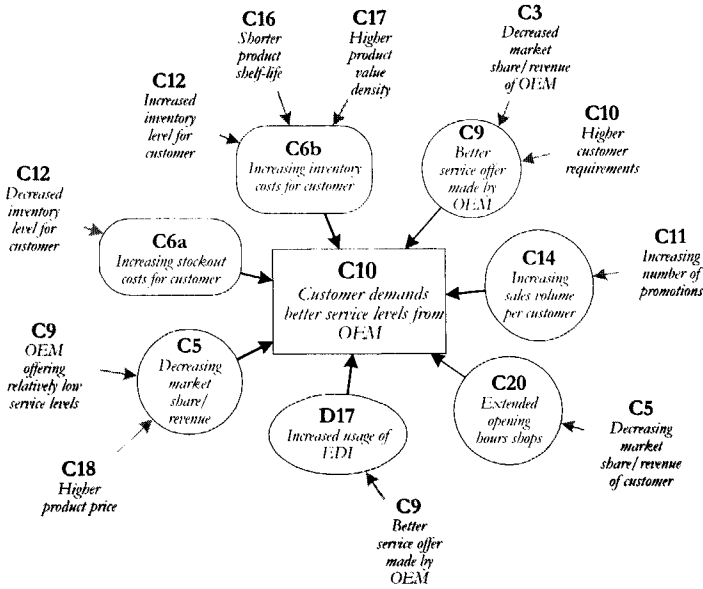 C16
Shorter
product
shelf-life
C17
Higher
product
value
density
C3
Decreased
market
share/revenue
of OEM
C12
Increased
inventory
level for
customer
C6b
Increasing inventory
costs for customer
C9
Better
service offer
made by
OEM
C10
Higher
customer
requirements
C12
Decreased
inventory
level for
customer
C6a
Increasing stockout
costs for customer
C10
Customer demands
better service levels from
OEM
C14
Increasing
sales volume
per customer
C11
Increasing
number of
promotions
C9
OEM
offering
relatively low
service levels
C5
Decreasing
market
share/
revenue
D17
Increased usage of
EDI
C20
Extended
opening
hours shops
C5
Decreasing
market
share/revenue
of customer
C18
Higher
product price
C9
Better
service offer
made by
OEM